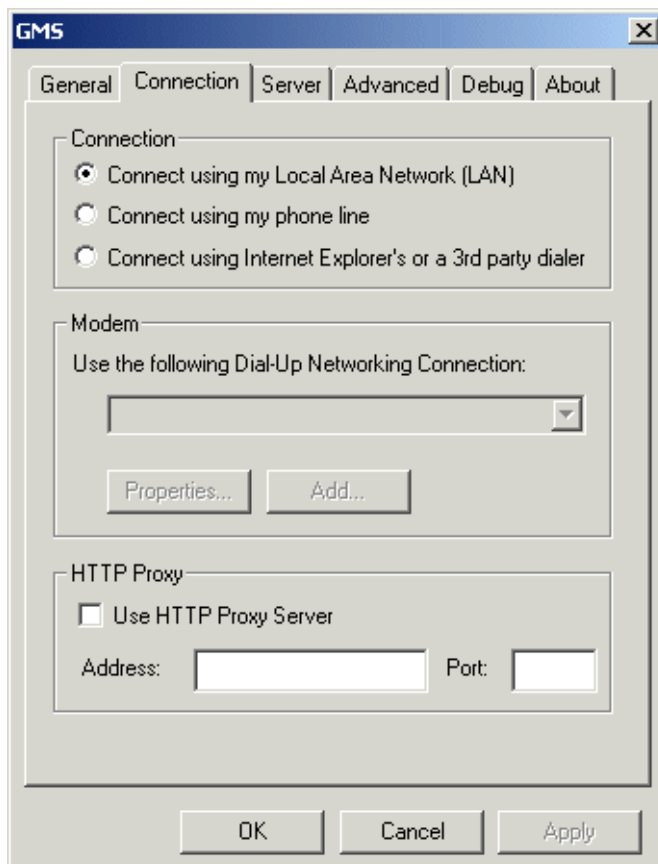 GMS
General Connection Server Advanced Debug About
Connection
Connect using my Local Area Network (LAN)
Connect using my phone line
Connect using Internet Explorer's or a 3rd party dialer
Modem
Use the following Dial-Up Networking Connection:
Properties... Add...
HTTP Proxy
Use HTTP Proxy Server
Address: Port:
OK Cancel Apply